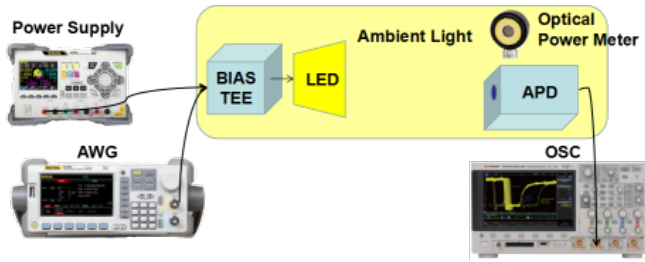 Power Supply
Ambient Light
Optical
Power Meter
BIAS
TEE
LED
APD
AWG
OSC